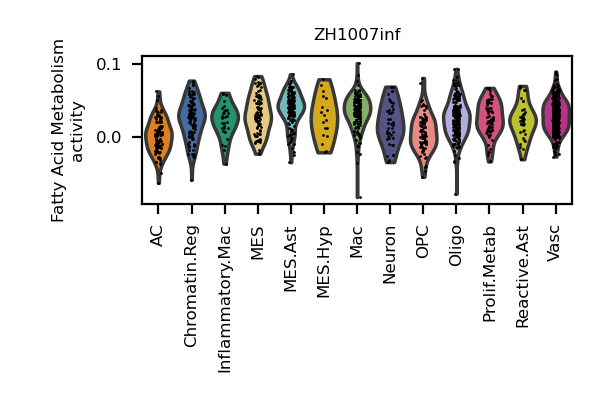 ZH1007inf
Fatty Acid Metabolism
activity
0.1
0.0
AC
Chromatin.Reg
Inflammatory.Mac
MES
MES.Ast
MES.Hyp
Mac
Neuron
OPC
Oligo
Prolif.Metab
Reactive.Ast
Vasc